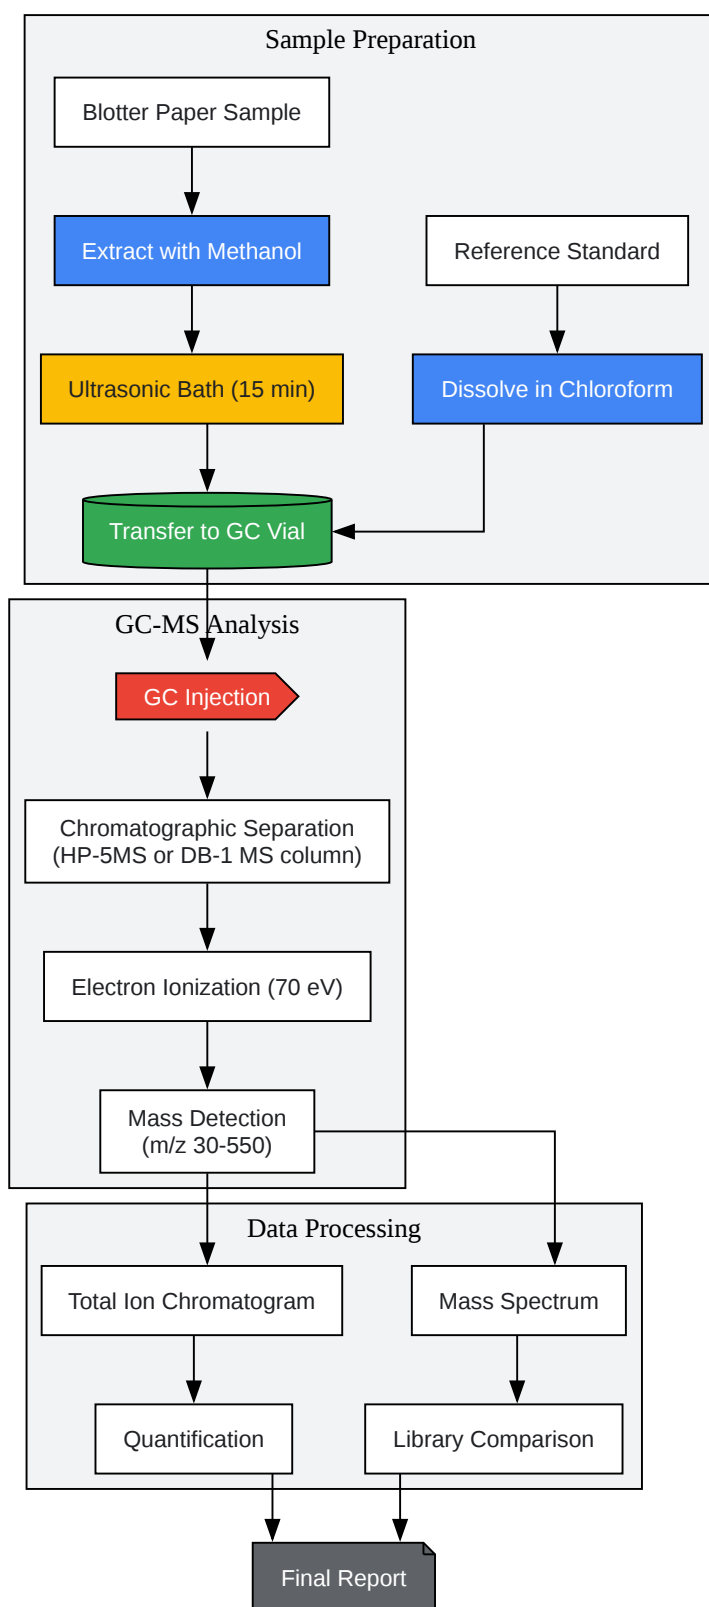 Sample Preparation
Blotter Paper Sample
Extract with Methanol
Reference Standard
Ultrasonic Bath (15 min)
Dissolve in Chloroform
Transfer to GC Vial
GC-MS Analysis
GC Injection
Chromatographic Separation
(HP-5MS or DB-1 MS column)
Electron Ionization (70 eV)
Mass Detection
(m/z 30-550)
Data Processing
Total Ion Chromatogram
Mass Spectrum
Quantification
Library Comparison
Final Report